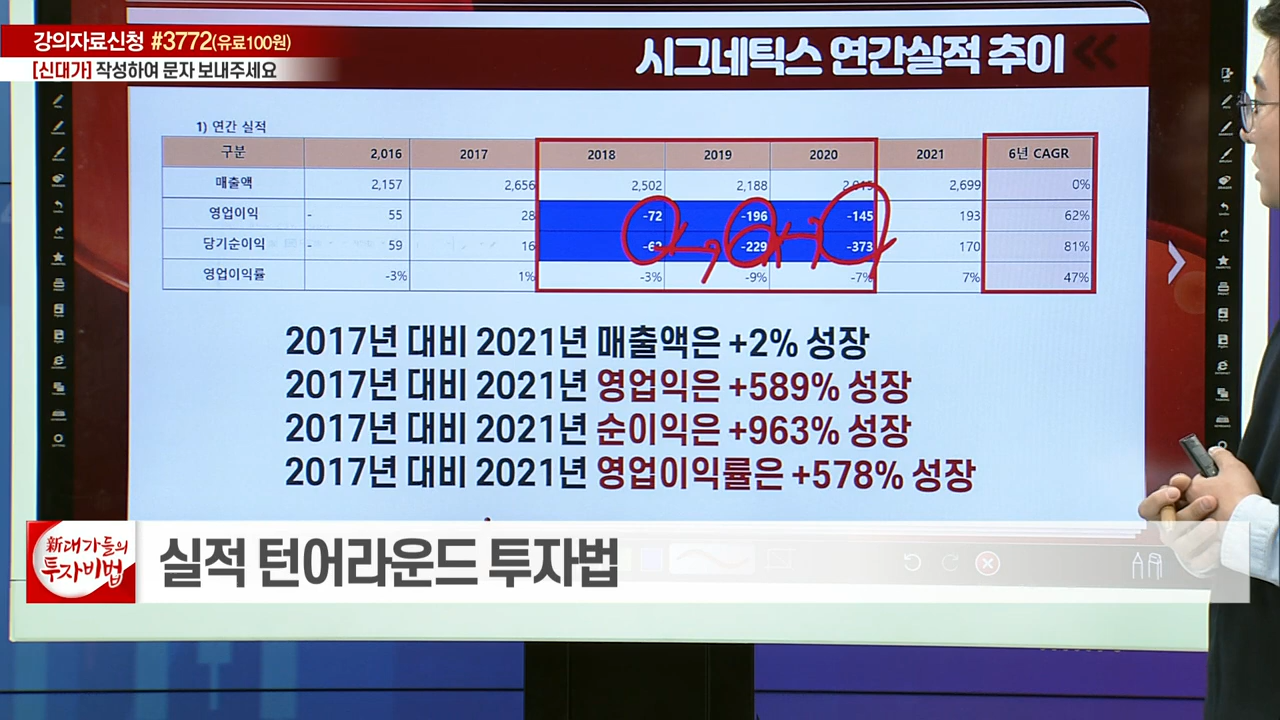 강의자료신청 #3772(유료100원)
[신대가] 작성하여 문자 보내주세요
시그네틱스 연간실적 추이
1) 연간 실적
구분 2,016 2017 2018 2019 2020 2021 6년 CAGR
매출액 2,157 2,656 2,502 2,188 2,699 0%
영업이익 - 55 28 -72 -196 -145 193 62%
당기순이익 - 59 16 -229 -373 170 81%
영업이익률 -3% 1% -3% -9% -7% 7% 47%
2017년 대비 2021년 매출액은 +2% 성장
2017년 대비 2021년 영업익은 +589% 성장
2017년 대비 2021년 순이익은 +963% 성장
2017년 대비 2021년 영업이익률은 +578% 성장
新대가들의
투자비법
실적 턴어라운드 투자법